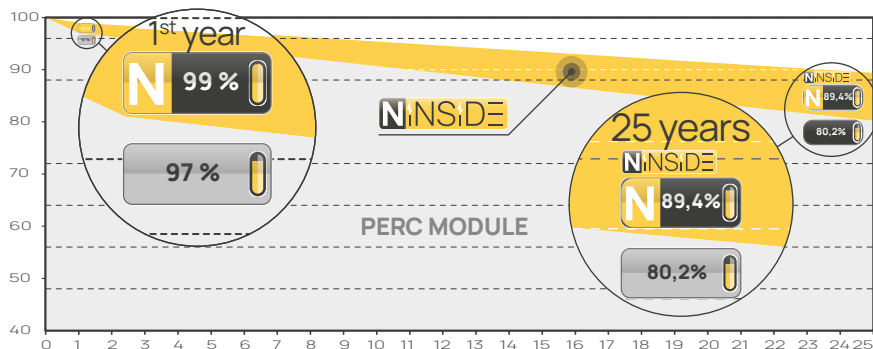 100
90
80
70
60
50
40
1st year
N 99 %
97 %
NiNSiDE
PERC MODULE
25 years
NiNSiDE
N 89,4%
80,2%
NiNSiDE
N 89,4%
80,2%
0 1 2 3 4 5 6 7 8 9 10 11 12 13 14 15 16 17 18 19 20 21 22 23 24 25